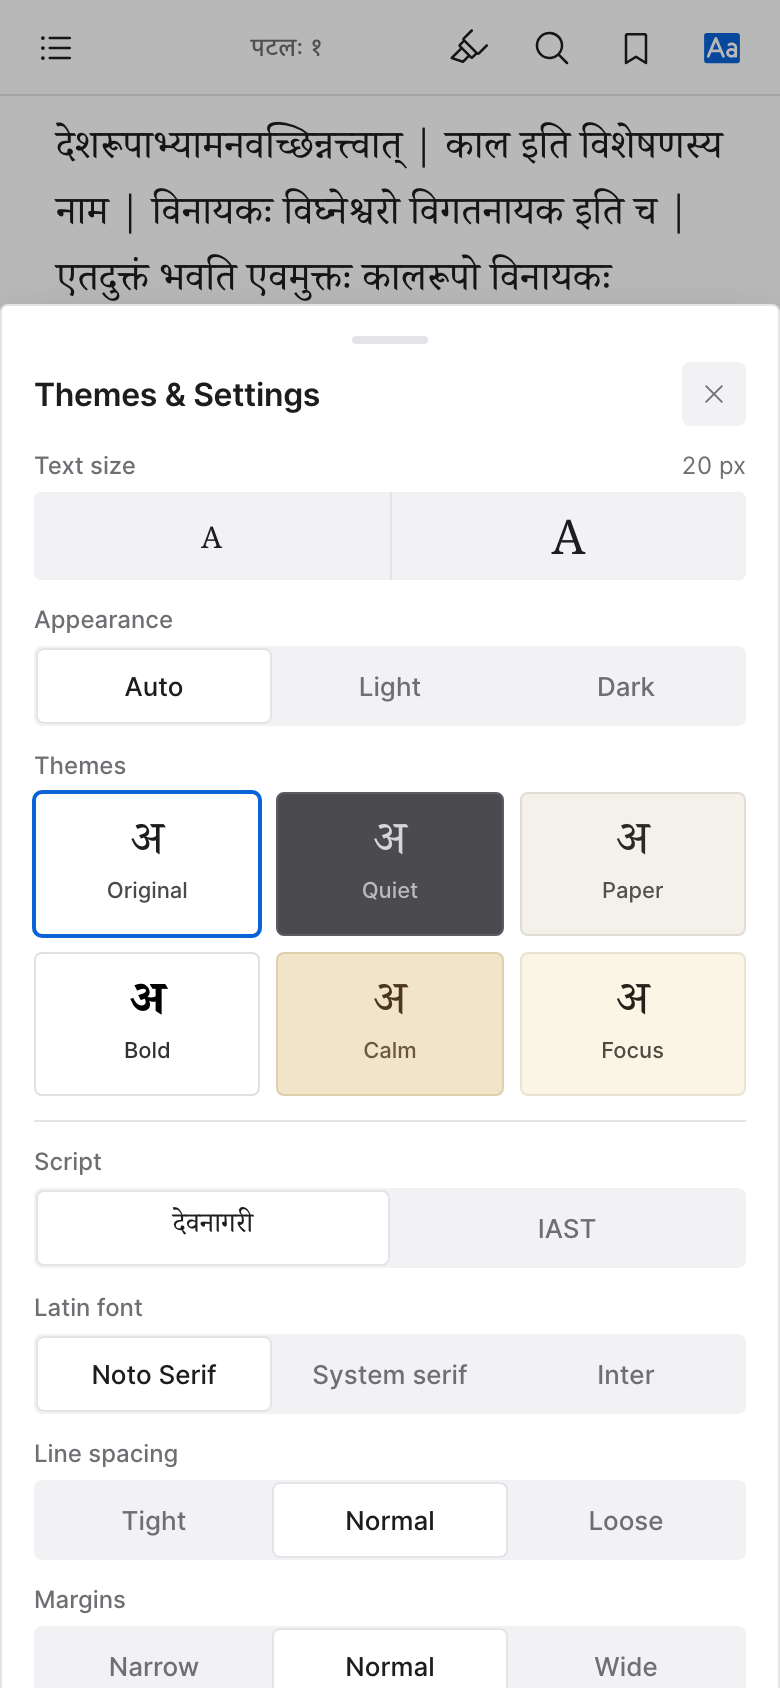 पटलः १
Aa
देशरूपाभ्यामनवच्छिन्नत्त्वात् | काल इति विशेषणस्य
नाम | विनायकः विघ्नेश्वरो विगतनायक इति च |
एतदुक्तं भवति एवमुक्तः कालरूपो विनायकः
Themes & Settings
Text size 20 px
A A
Appearance
Auto Light Dark
Themes
अ अ अ
Original Quiet Paper
अ अ अ
Bold Calm Focus
Script
देवनागरी IAST
Latin font
Noto Serif System serif Inter
Line spacing
Tight Normal Loose
Margins
Narrow Normal Wide